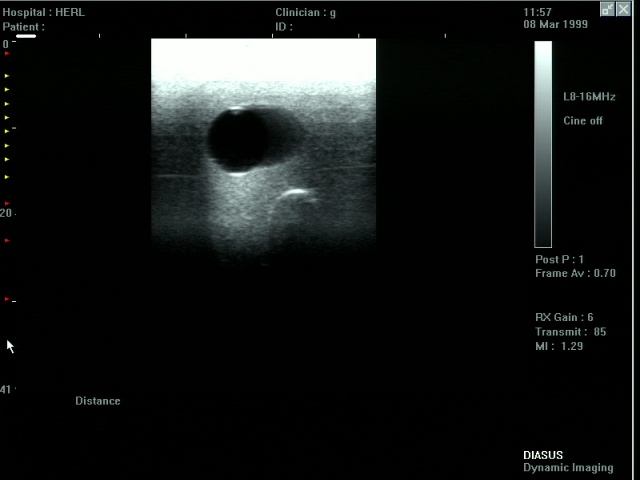 Hospital : HERL
Clinician : g
11:57
Patient :
ID :
08 Mar 1999
0
L8-16MHz
Cine off
20
Post P : 1
Frame Av : 0.70
RX Gain : 6
Transmit : 85
MI : 1.29
41
Distance
DIASUS
Dynamic Imaging